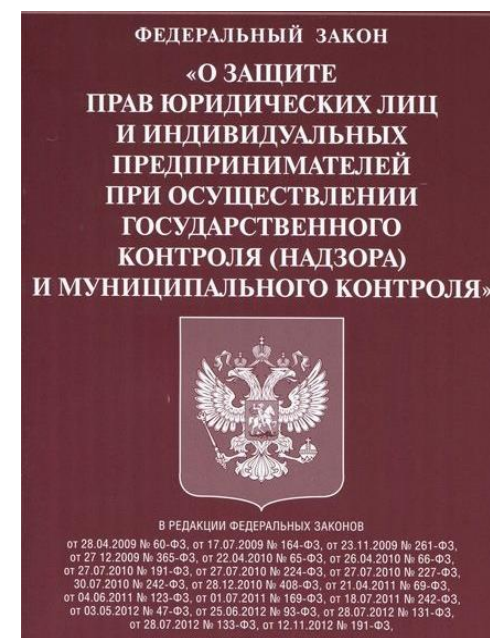 ФЕДЕРАЛЬНЫЙ ЗАКОН
«О ЗАЩИТЕ
ПРАВ ЮРИДИЧЕСКИХ ЛИЦ
И ИНДИВИДУАЛЬНЫХ
ПРЕДПРИНИМАТЕЛЕЙ
ПРИ ОСУЩЕСТВЛЕНИИ
ГОСУДАРСТВЕННОГО
КОНТРОЛЯ (НАДЗОРА)
И МУНИЦИПАЛЬНОГО КОНТРОЛЯ»
В РЕДАКЦИИ ФЕДЕРАЛЬНЫХ ЗАКОНОВ
от 28.04.2009 № 60-ФЗ, от 17.07.2009 № 164-ФЗ, от 23.11.2009 № 261-ФЗ,
от 27.12.2009 № 365-ФЗ, от 22.04.2010 № 65-ФЗ, от 26.04.2010 № 66-ФЗ,
от 27.07.2010 № 191-ФЗ, от 27.07.2010 № 224-ФЗ, от 27.07.2010 № 227-ФЗ,
30.07.2010 № 242-ФЗ, от 28.12.2010 № 408-ФЗ, от 21.04.2011 № 69-ФЗ,
от 04.06.2011 № 123-ФЗ, от 01.07.2011 № 169-ФЗ, от 18.07.2011 № 242-ФЗ,
от 03.05.2012 № 47-ФЗ, от 25.06.2012 № 93-ФЗ, от 28.07.2012 № 131-ФЗ,
от 28.07.2012 № 133-ФЗ, от 12.11.2012 № 191-ФЗ,